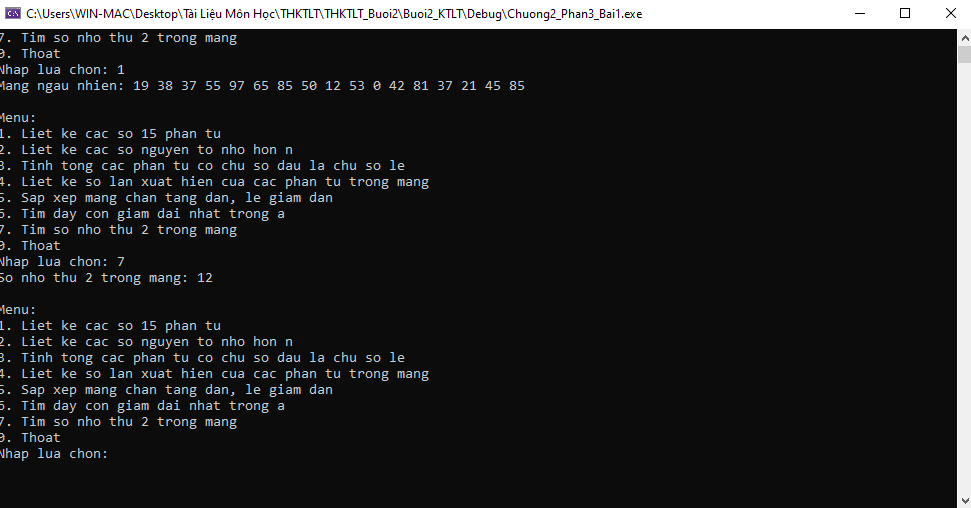 C:\Users\WIN-MAC\Desktop\Tài Liệu Môn Học\THKTLT\THKTLT_Buoi2\Buoi2_KTLT\Debug\Chuong2_Phan3_Bai1.exe
7. Tim so nho thu 2 trong mang
0. Thoat
Nhap lua chon: 1
Mang ngau nhien: 19 38 37 55 97 65 85 50 12 53 0 42 81 37 21 45 85
Menu:
1. Liet ke cac so 15 phan tu
2. Liet ke cac so nguyen to nho hon n
3. Tinh tong cac phan tu co chu so dau la chu so le
4. Liet ke so lan xuat hien cua cac phan tu trong mang
5. Sap xep mang chan tang dan, le giam dan
6. Tim day con giam dai nhat trong a
7. Tim so nho thu 2 trong mang
0. Thoat
Nhap lua chon: 7
So nho thu 2 trong mang: 12
Menu:
1. Liet ke cac so 15 phan tu
2. Liet ke cac so nguyen to nho hon n
3. Tinh tong cac phan tu co chu so dau la chu so le
4. Liet ke so lan xuat hien cua cac phan tu trong mang
5. Sap xep mang chan tang dan, le giam dan
6. Tim day con giam dai nhat trong a
7. Tim so nho thu 2 trong mang
0. Thoat
Nhap lua chon: